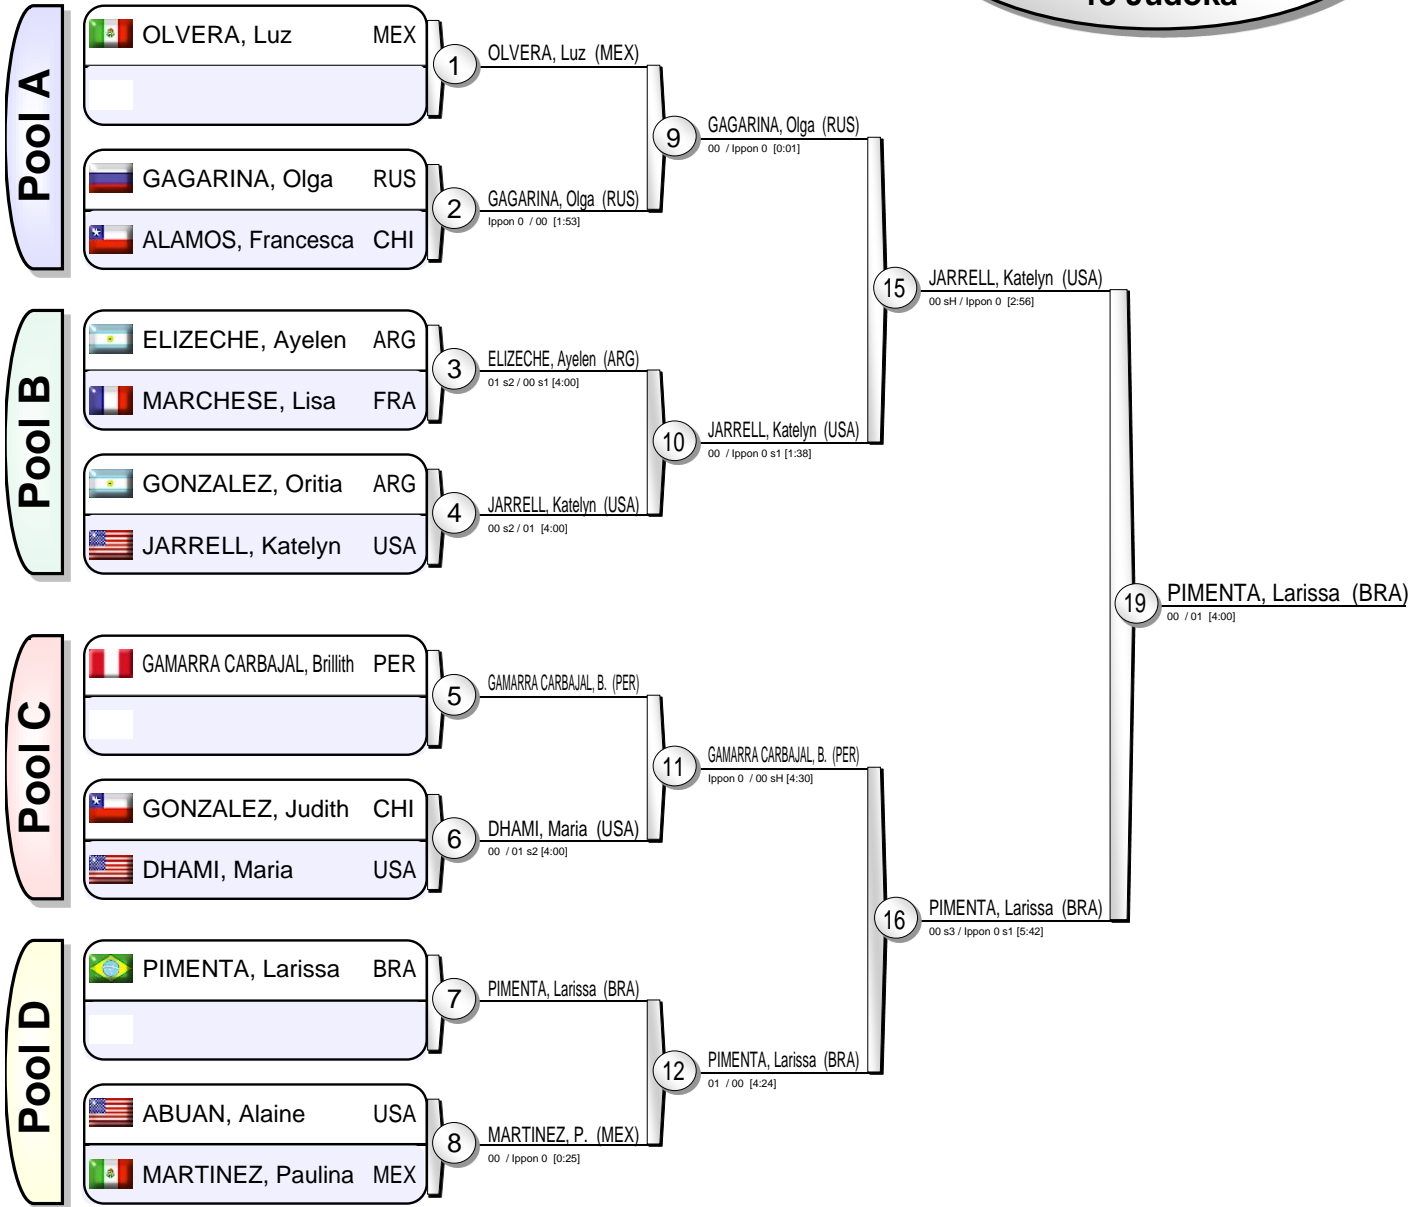 13 Judoka
Pool A
OLVERA, Luz MEX
GAGARINA, Olga RUS
ALAMOS, Francesca CHI
Pool B
ELIZECHE, Ayelen ARG
MARCHESE, Lisa FRA
GONZALEZ, Oritia ARG
JARRELL, Katelyn USA
Pool C
GAMARRA CARBAJAL, Brillith PER
GONZALEZ, Judith CHI
DHAMI, Maria USA
Pool D
PIMENTA, Larissa BRA
ABUAN, Alaine USA
MARTINEZ, Paulina MEX
1
OLVERA, Luz (MEX)
2
GAGARINA, Olga (RUS)
Ippon 0 / 00 [1:53]
3
ELIZECHE, Ayelen (ARG)
01 s2 / 00 s1 [4:00]
4
JARRELL, Katelyn (USA)
00 s2 / 01 [4:00]
5
GAMARRA CARBAJAL, B. (PER)
6
DHAMI, Maria (USA)
00 / 01 s2 [4:00]
7
PIMENTA, Larissa (BRA)
8
MARTINEZ, P. (MEX)
00 / Ippon 0 [0:25]
9
GAGARINA, Olga (RUS)
00 / Ippon 0 [0:01]
10
JARRELL, Katelyn (USA)
00 / Ippon 0 s1 [1:38]
11
GAMARRA CARBAJAL, B. (PER)
Ippon 0 / 00 sH [4:30]
12
PIMENTA, Larissa (BRA)
01 / 00 [4:24]
15
JARRELL, Katelyn (USA)
00 sH / Ippon 0 [2:56]
16
PIMENTA, Larissa (BRA)
00 s3 / Ippon 0 s1 [5:42]
19
PIMENTA, Larissa (BRA)
00 / 01 [4:00]